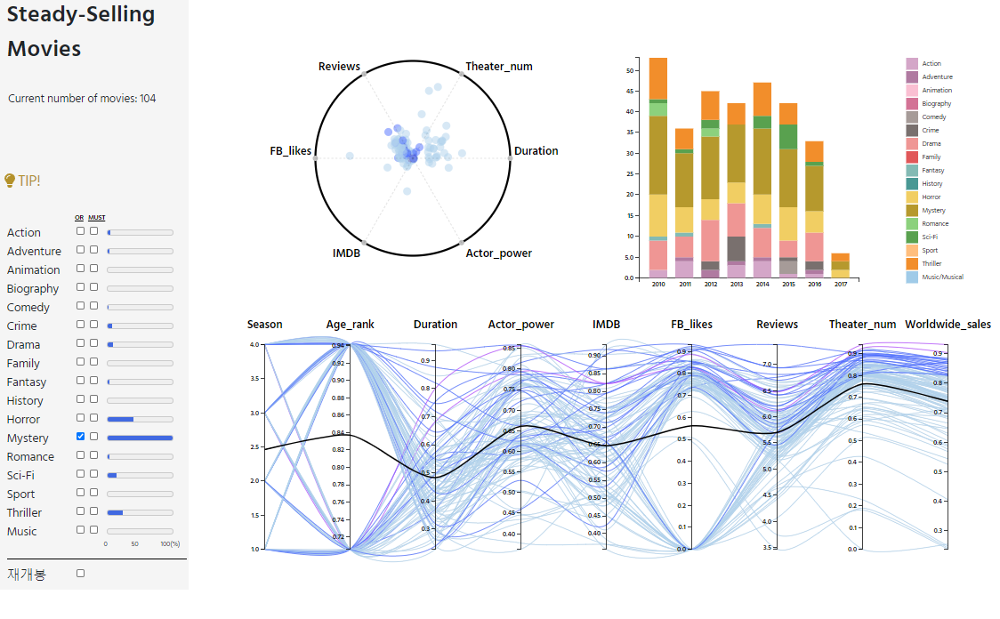 Steady-Selling
Movies
Current number of movies: 104
TIP!
OR MUST
Action
Adventure
Animation
Biography
Comedy
Crime
Drama
Family
Fantasy
History
Horror
Mystery
Romance
Sci-Fi
Sport
Thriller
Music
0 50 100(%)
재개봉
Reviews
Theater_num
FB_likes
Duration
IMDB
Actor_power
50
45
40
35
30
25
20
15
10
5.0
0.0
2010 2011 2012 2013 2014 2015 2016 2017
Action
Adventure
Animation
Biography
Comedy
Crime
Drama
Family
Fantasy
History
Horror
Mystery
Romance
Sci-Fi
Sport
Thriller
Music/Musical
Season Age_rank Duration Actor_power IMDB FB_likes Reviews Theater_num Worldwide_sales
4.0
3.5
3.0
2.5
2.0
1.5
1.0
0.94
0.92
0.90
0.88
0.86
0.84
0.82
0.80
0.78
0.76
0.74
0.72
0.9
0.8
0.7
0.6
0.5
0.4
0.3
0.85
0.80
0.75
0.70
0.65
0.60
0.55
0.50
0.45
0.40
0.90
0.85
0.80
0.75
0.70
0.65
0.60
0.55
0.50
0.45
0.40
0.9
0.8
0.7
0.6
0.5
0.4
0.3
0.2
0.1
0.0
7.0
6.5
6.0
5.5
5.0
4.5
4.0
3.5
0.9
0.8
0.7
0.6
0.5
0.4
0.3
0.2
0.1
0.0
0.9
0.8
0.7
0.6
0.5
0.4
0.3